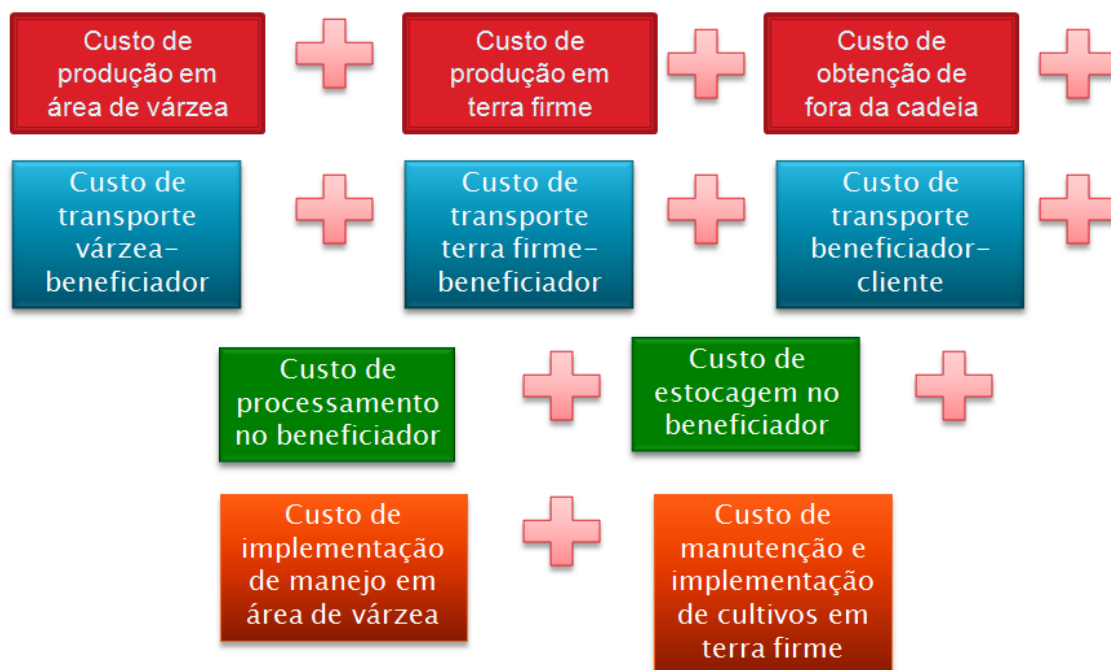 Custo de
produção em
área de várzea
Custo de
produção em
terra firme
Custo de
obtenção de
fora da cadeia
Custo de
transporte
várzea–
beneficiador
Custo de
transporte
terra firme–
beneficiador
Custo de
transporte
beneficiador–
cliente
Custo de
processamento
no beneficiador
Custo de
estocagem no
beneficiador
Custo de
implementação
de manejo em
área de várzea
Custo de
manutenção e
implementação
de cultivos em
terra firme